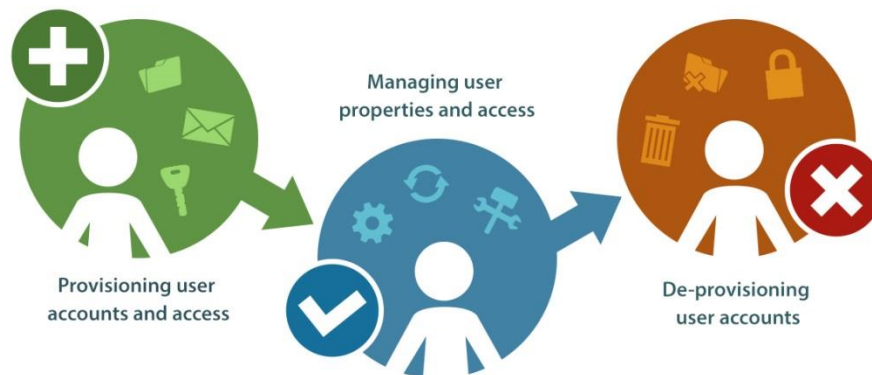 Provisioning user
accounts and access
Managing user
properties and access
De-provisioning
user accounts